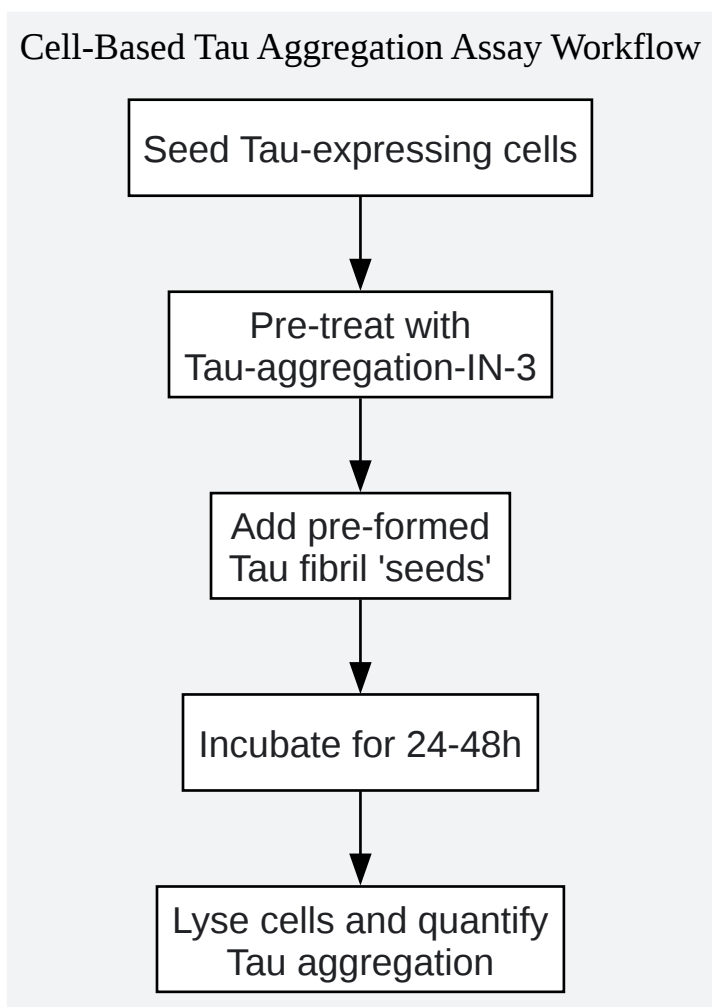 Cell-Based Tau Aggregation Assay Workflow
Seed Tau-expressing cells
Pre-treat with
Tau-aggregation-IN-3
Add pre-formed
Tau fibril 'seeds'
Incubate for 24-48h
Lyse cells and quantify
Tau aggregation